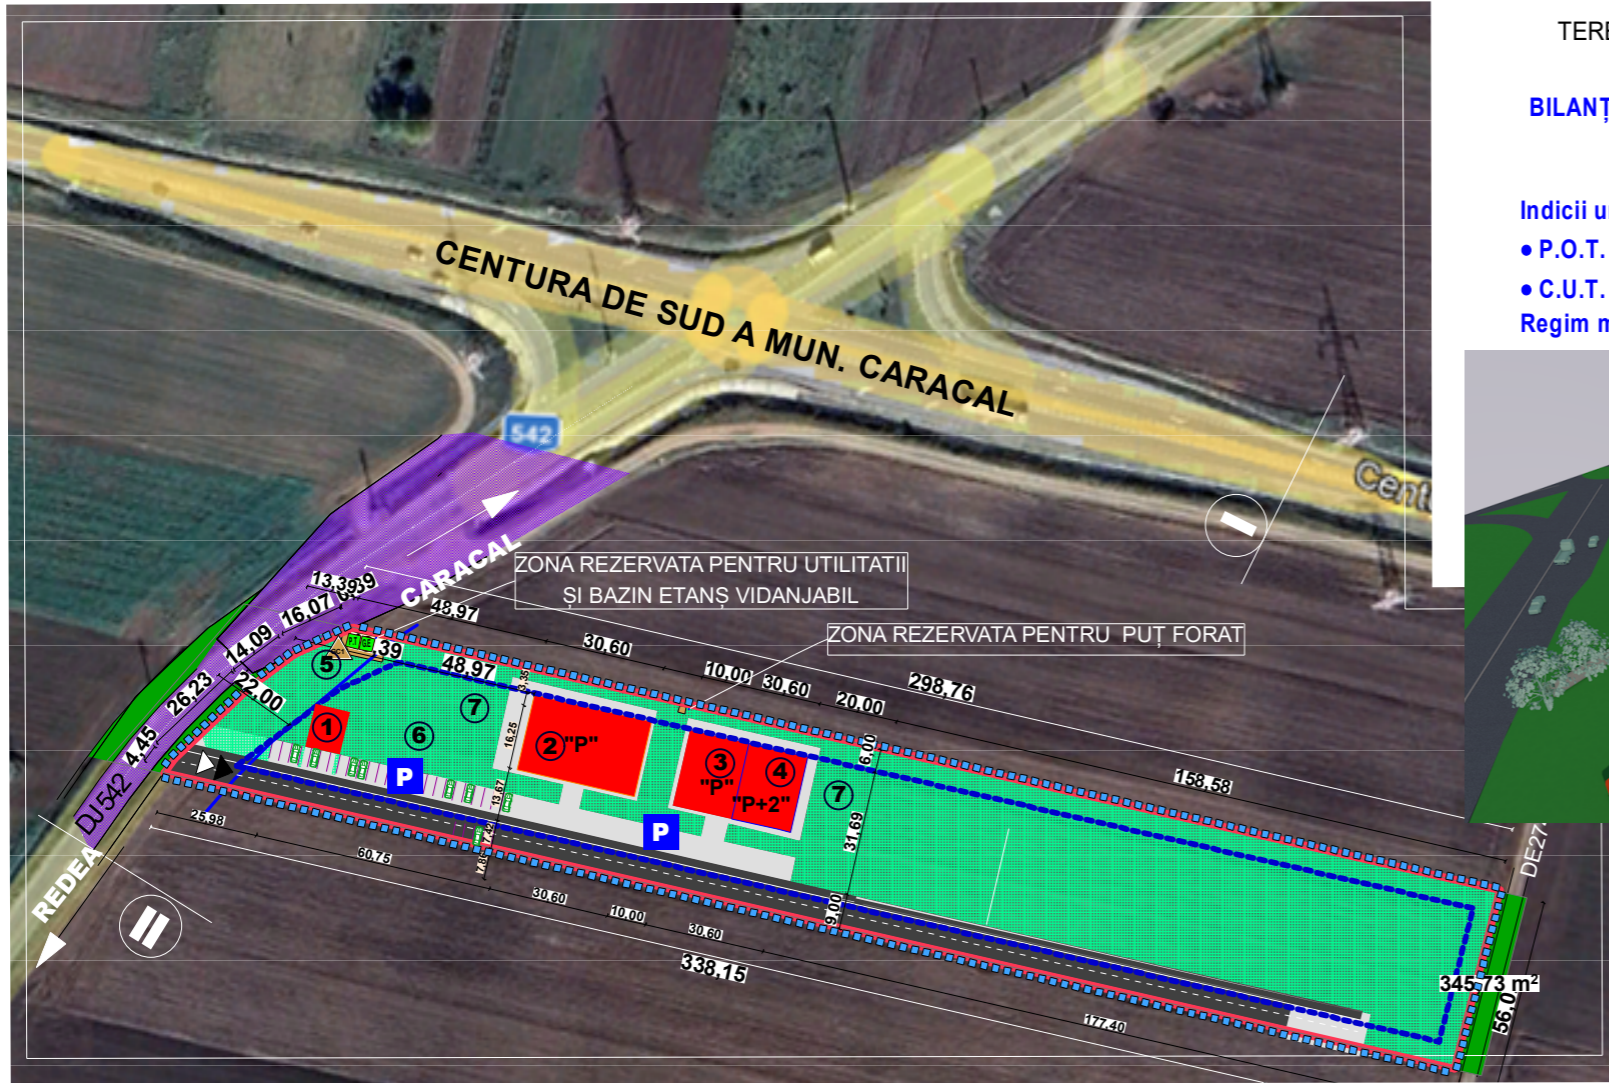 TERE
BILANȚ
Indicii u
• P.O.T.
• C.U.T.
Regim m
CENTURA DE SUD A MUN. CARACAL
542
Centu
ZONA REZERVATA PENTRU UTILITATII
ȘI BAZIN ETANȘ VIDANJABIL
ZONA REZERVATA PENTRU PUȚ FORAT
CARACAL
13,39
16,07
14,09
26,23
4,45
22,00
48,97
30.60
10.00
30.60
20.00
298.76
158.58
,39
48,97
5
7
6
1
2 "P"
3
"P"
4
"P+2"
7
P
P
16,25
13,67
6,00
31,69
9,00
DJ 542
REDEA
I
II
25,98
60,75
30.60
10.00
30.60
338.15
177.40
345,73 m²
56,0
DE27